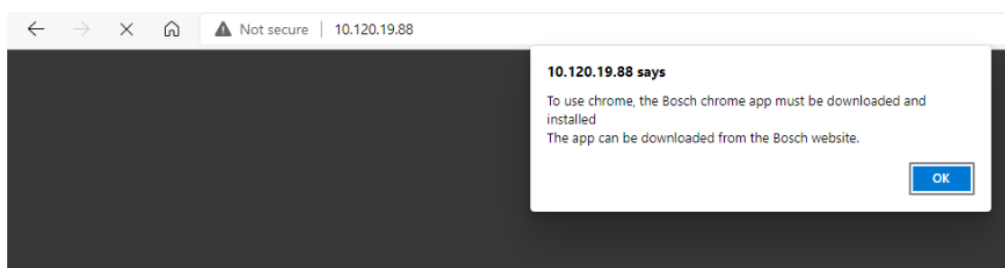 Not secure | 10.120.19.88
10.120.19.88 says
To use chrome, the Bosch chrome app must be downloaded and
installed
The app can be downloaded from the Bosch website.
OK